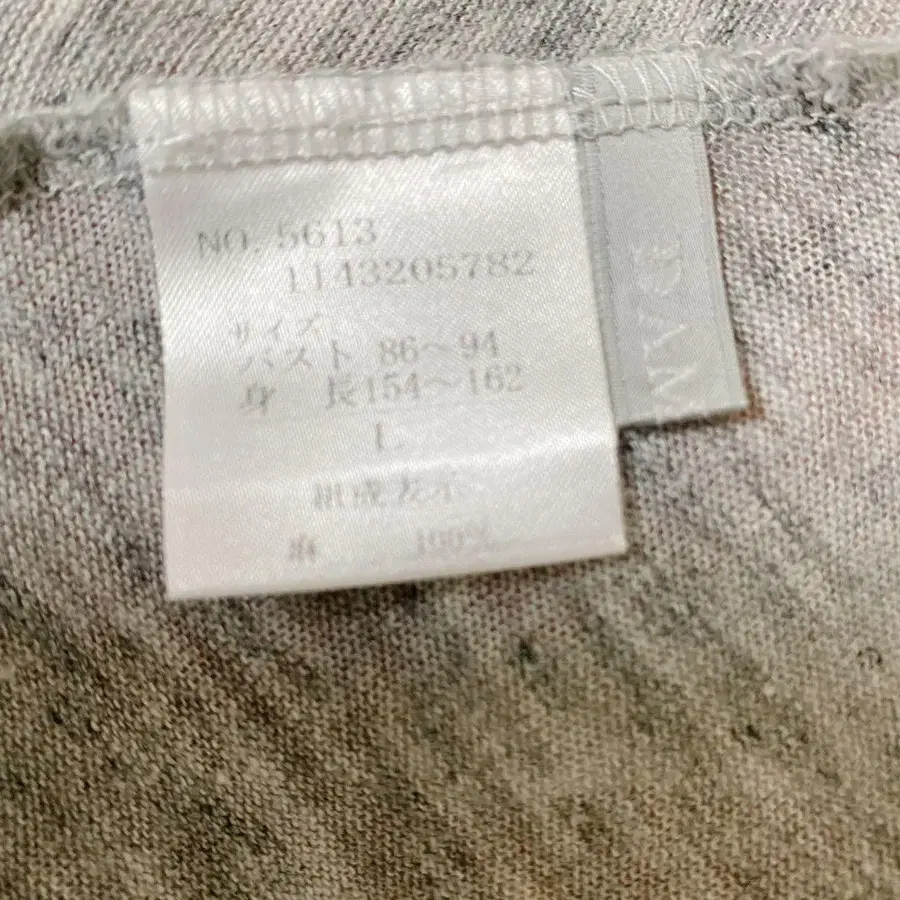 NO. 5613
1143205782
サイズ
バスト 86～94
身 長154～162
L
組成表示
麻 100%
DAM